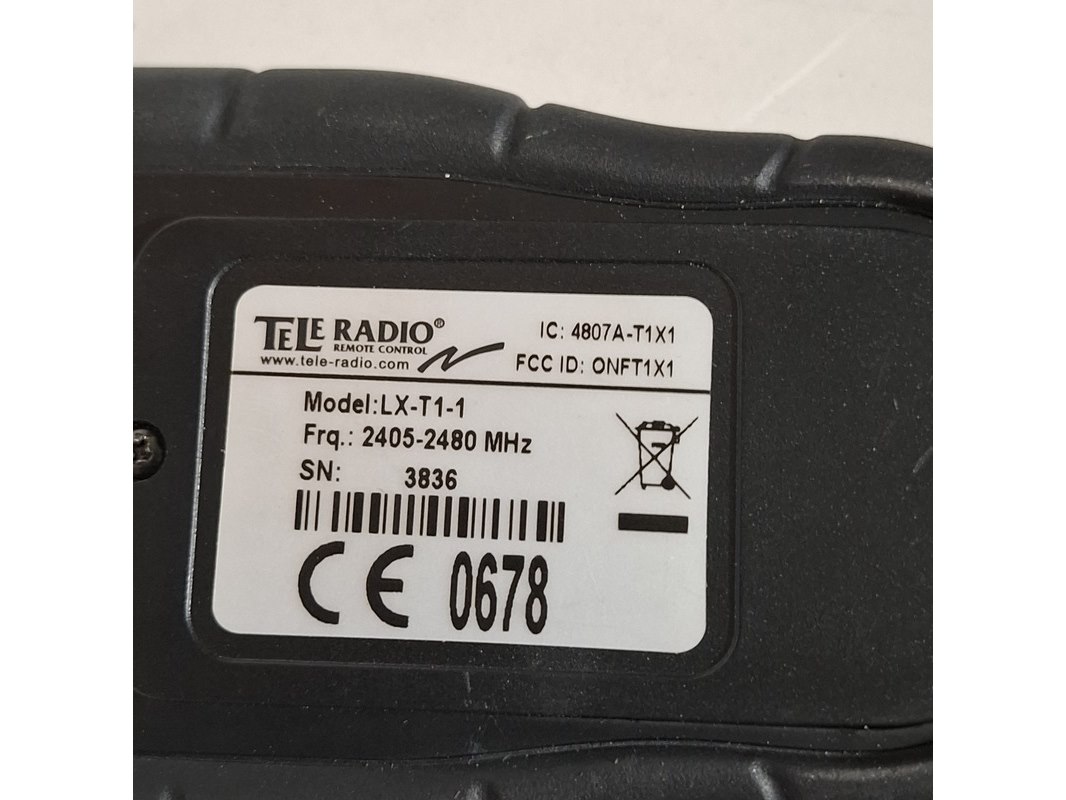 TELE RADIO®
REMOTE CONTROL
www.tele-radio.com
IC: 4807A-T1X1
FCC ID: ONFT1X1
Model:LX-T1-1
Frq.: 2405-2480 MHz
SN: 3836
CE 0678